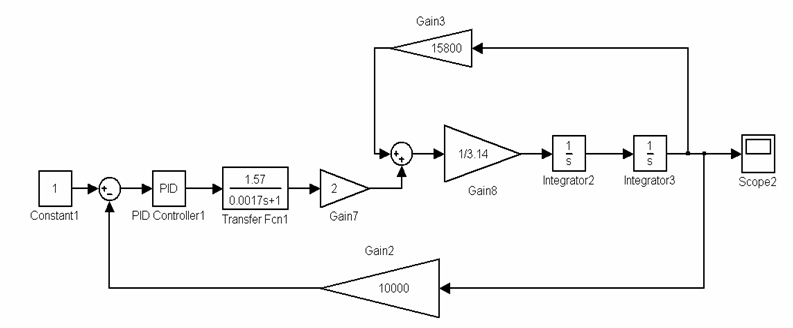 Gain3
15800
1/3.14
Gain8
1
s
Integrator2
1
s
Integrator3
Scope2
1
Constant1
+
−
PID
PID Controller1
1.57
0.0017s+1
Transfer Fcn1
2
Gain7
+
+
Gain2
10000